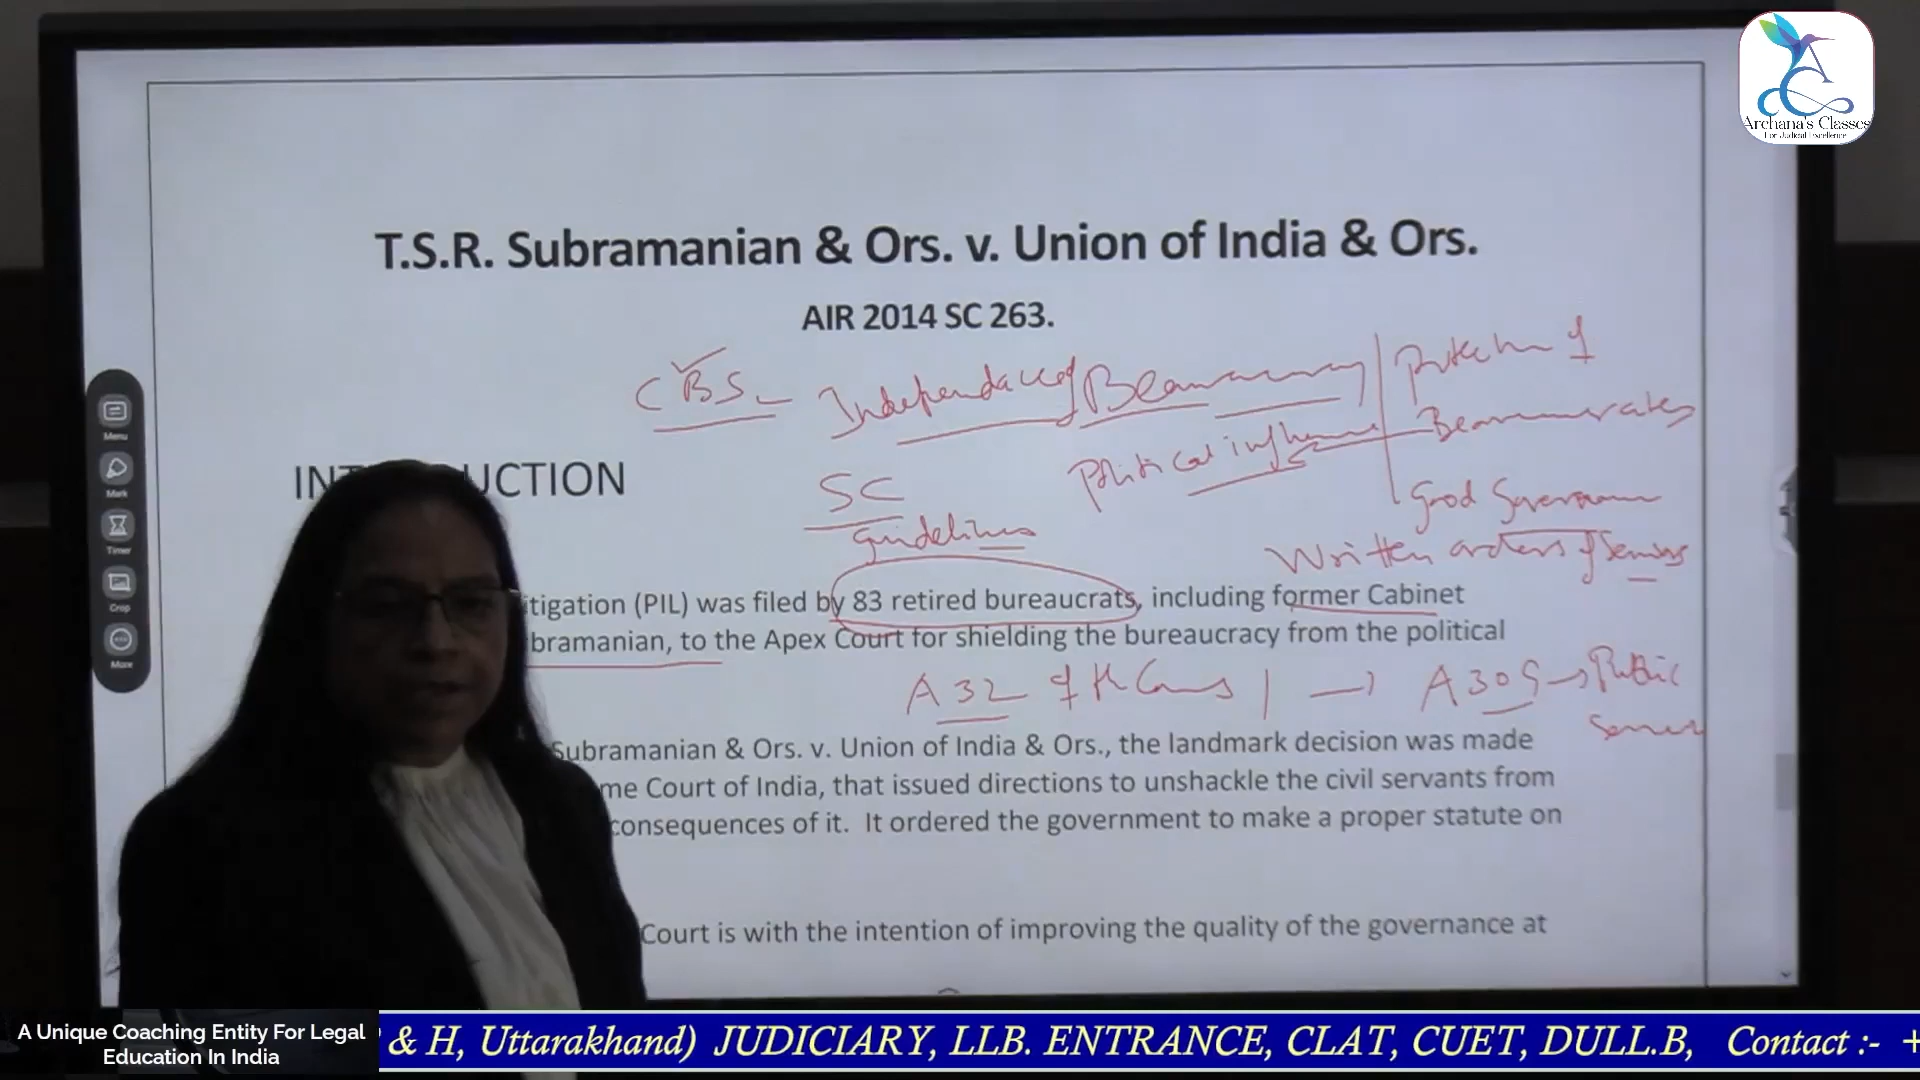 Archana's Classes
For Judicial Excellence
T.S.R. Subramanian & Ors. v. Union of India & Ors.
AIR 2014 SC 263.
CBS
Independance of
Political influence
SC
guidelines
Good Governance
Written orders of Seniors
INT UCTION
itigation (PIL) was filed by 83 retired bureaucrats, including former Cabinet
bramanian, to the Apex Court for shielding the bureaucracy from the political
A 32 of the Cons | → A 309 → Public
Subramanian & Ors. v. Union of India & Ors., the landmark decision was made
me Court of India, that issued directions to unshackle the civil servants from
consequences of it. It ordered the government to make a proper statute on
Court is with the intention of improving the quality of the governance at
Menu
Mark
Timer
Crop
More
A Unique Coaching Entity For Legal
Education In India
& H, Uttarakhand) JUDICIARY, LLB. ENTRANCE, CLAT, CUET, DULL.B, Contact :- +